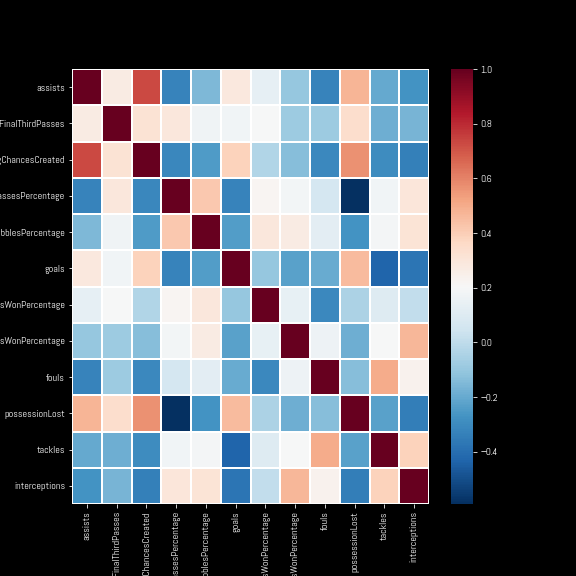 assists
FinalThirdPasses
gChancesCreated
assesPercentage
bblesPercentage
goals
sWonPercentage
sWonPercentage
fouls
possessionLost
tackles
interceptions
1.0
0.8
0.6
0.4
0.2
0.0
−0.2
−0.4
assists
FinalThirdPasses
ChancesCreated
ssesPercentage
bblesPercentage
goals
sWonPercentage
sWonPercentage
fouls
possessionLost
tackles
interceptions